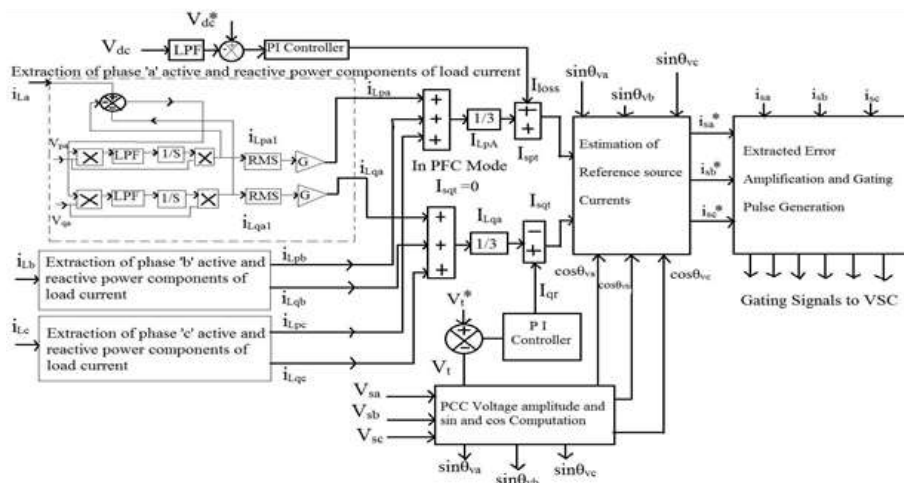 V_dc*
V_dc
LPF
PI Controller
Extraction of phase 'a' active and reactive power components of load current
i_La
V_pa
LPF
1/S
i_Lpa1
RMS
G
i_Lpa
V_qa
LPF
1/S
i_Lqa1
RMS
G
i_Lqa
i_Lb
Extraction of phase 'b' active and
reactive power components of
load current
i_Lpb
i_Lqb
i_Lc
Extraction of phase 'c' active and
reactive power components of
load current
i_Lpc
i_Lqc
+
+
+
I_LpA
1/3
I_loss
+
+
I_spt
In PFC Mode
I_sqt =0
+
+
+
I_Lqa
1/3
I_sqt
−
+
I_qr
V_t*
+
−
V_t
P I
Controller
V_sa
V_sb
V_sc
PCC Voltage amplitude and
sin and cos Computation
sinθ_va
sinθ_vb
sinθ_vc
sinθ_va
sinθ_vb
sinθ_vc
Estimation of
Reference source
Currents
cosθ_va
cosθ_vb
cosθ_vc
i_sa*
i_sb*
i_sc*
i_sa
i_sb
i_sc
Extracted Error
Amplification and Gating
Pulse Generation
Gating Signals to VSC